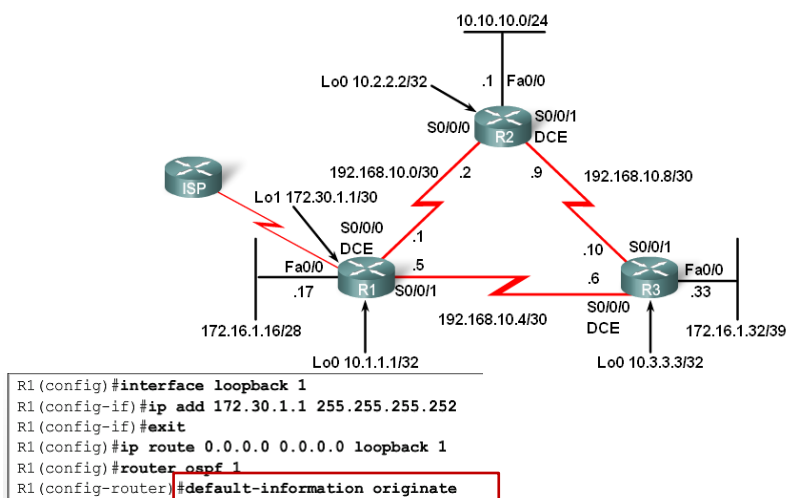 10.10.10.0/24
Lo0 10.2.2.2/32
.1 Fa0/0
S0/0/0
R2
S0/0/1
DCE
ISP
192.168.10.0/30
.2
.9
192.168.10.8/30
Lo1 172.30.1.1/30
S0/0/0
DCE
.1
.10
S0/0/1
Fa0/0
.17
R1
.5
S0/0/1
.6
R3
Fa0/0
.33
S0/0/0
DCE
192.168.10.4/30
172.16.1.16/28
172.16.1.32/39
Lo0 10.1.1.1/32
Lo0 10.3.3.3/32
R1(config)#interface loopback 1
R1(config-if)#ip add 172.30.1.1 255.255.255.252
R1(config-if)#exit
R1(config)#ip route 0.0.0.0 0.0.0.0 loopback 1
R1(config)#router ospf 1
R1(config-router)#default-information originate